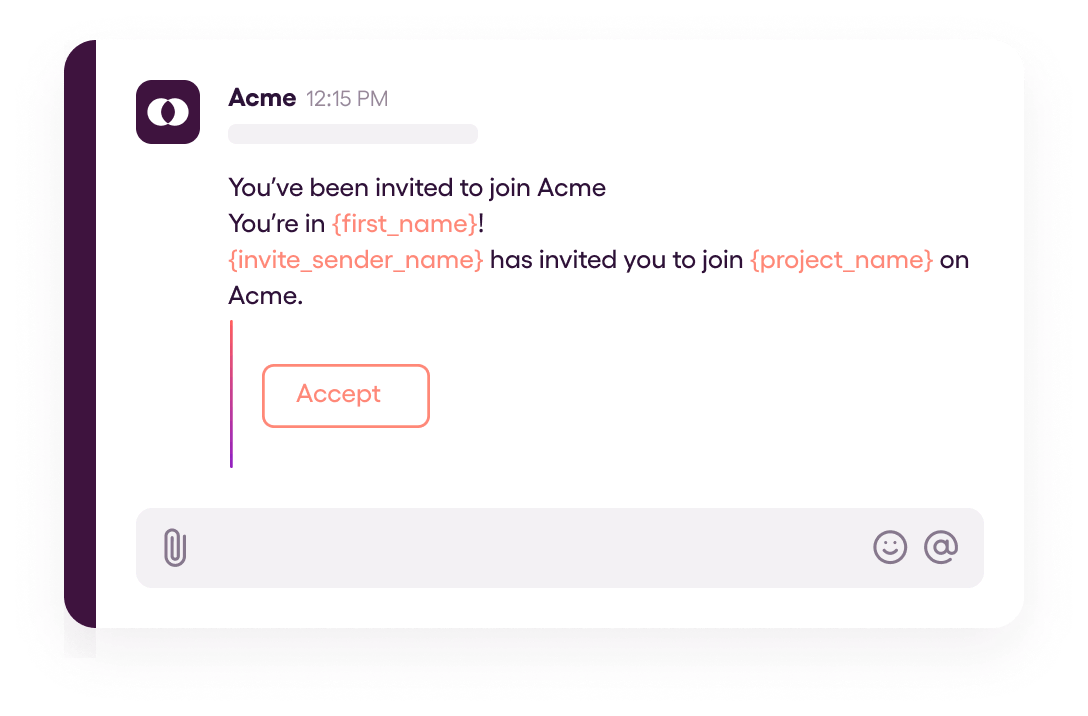 Acme 12:15 PM
You’ve been invited to join Acme
You’re in {first_name}!
{invite_sender_name} has invited you to join {project_name} on
Acme.
Accept